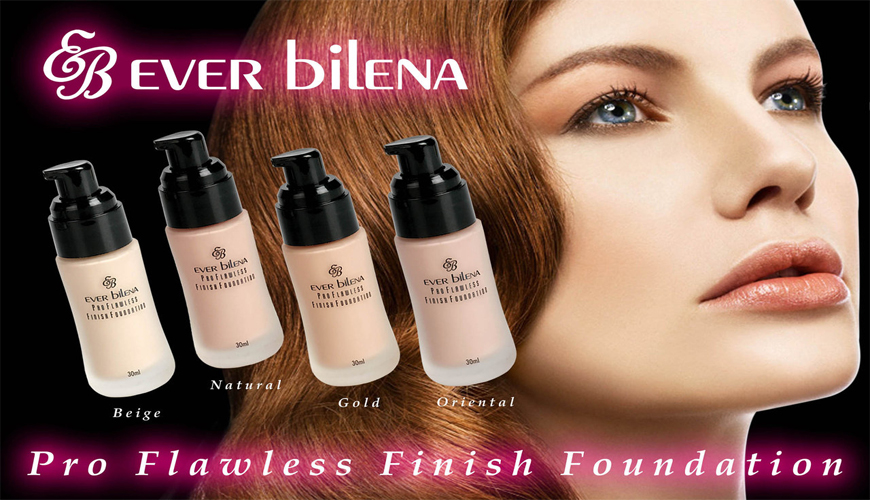 EB EVER bilENA
EB
EVER bilENA
PRO FLAWLESS
FINISH FOUNDATION
30ml
EB
EVER bilENA
PRO FLAWLESS
FINISH FOUNDATION
30ml
EB
EVER bilENA
PRO FLAWLESS
FINISH FOUNDATION
30ml
EB
EVER bilENA
PRO FLAWLESS
FINISH FOUNDATION
30ml
Beige
Natural
Gold
Oriental
Pro Flawless Finish Foundation